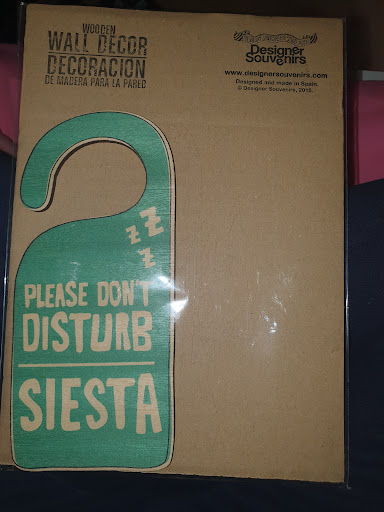 WOODEN
WALL DECOR
DECORACION
DE MADERA PARA LA PARED
Designer
Souvenirs
www.designersouvenirs.com
Designed and made in Spain.
© Designer Souvenirs, 2015.
Z
Z
Z
PLEASE DON'T
DISTURB
SIESTA